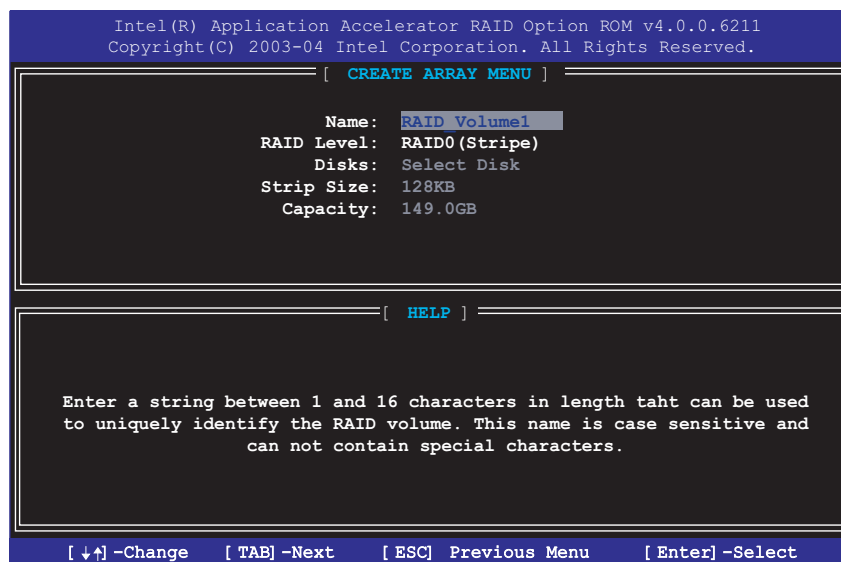 Intel(R) Application Accelerator RAID Option ROM v4.0.0.6211
Copyright(C) 2003-04 Intel Corporation. All Rights Reserved.
[ CREATE ARRAY MENU ]
Name: RAID_Volume1
RAID Level: RAID0(Stripe)
Disks: Select Disk
Strip Size: 128KB
Capacity: 149.0GB
[ HELP ]
Enter a string between 1 and 16 characters in length taht can be used
to uniquely identify the RAID volume. This name is case sensitive and
can not contain special characters.
[↓↑]-Change [TAB]-Next [ESC] Previous Menu [Enter]-Select